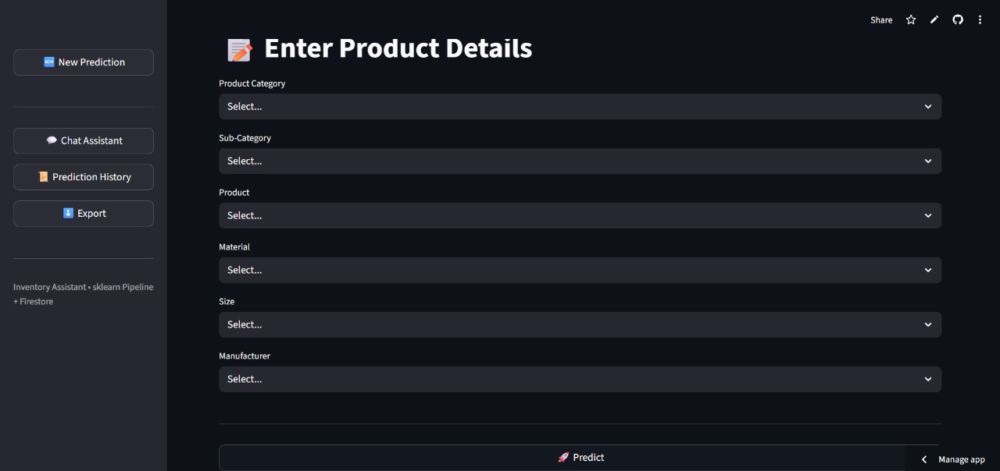 Share
New Prediction
Chat Assistant
Prediction History
Export
Inventory Assistant • sklearn Pipeline
+ Firestore
Enter Product Details
Product Category
Select...
Sub-Category
Select...
Product
Select...
Material
Select...
Size
Select...
Manufacturer
Select...
Predict
Manage app